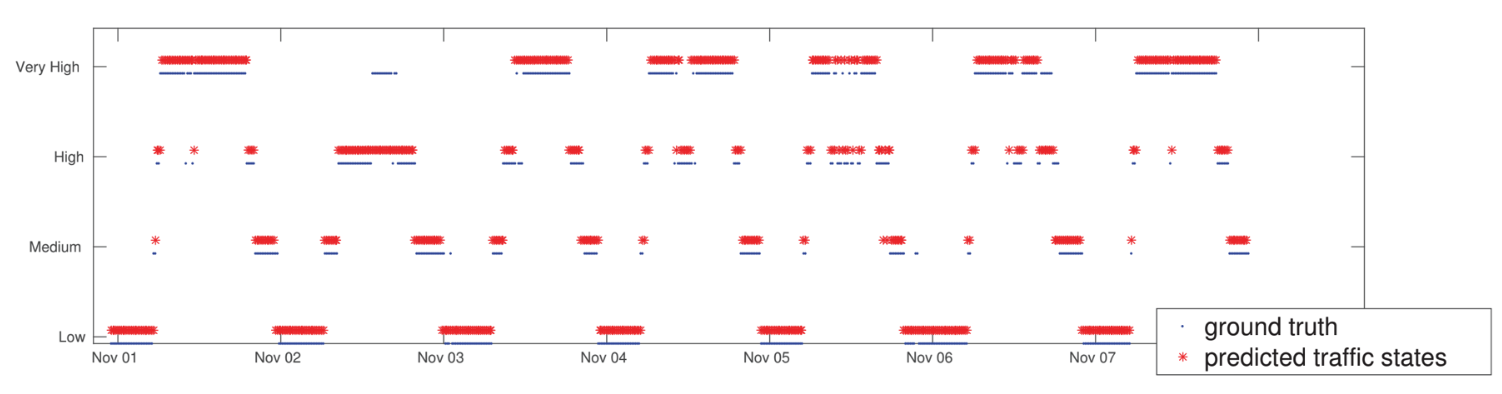 Very High
High
Medium
Low
Nov 01 Nov 02 Nov 03 Nov 04 Nov 05 Nov 06 Nov 07
ground truth
predicted traffic states